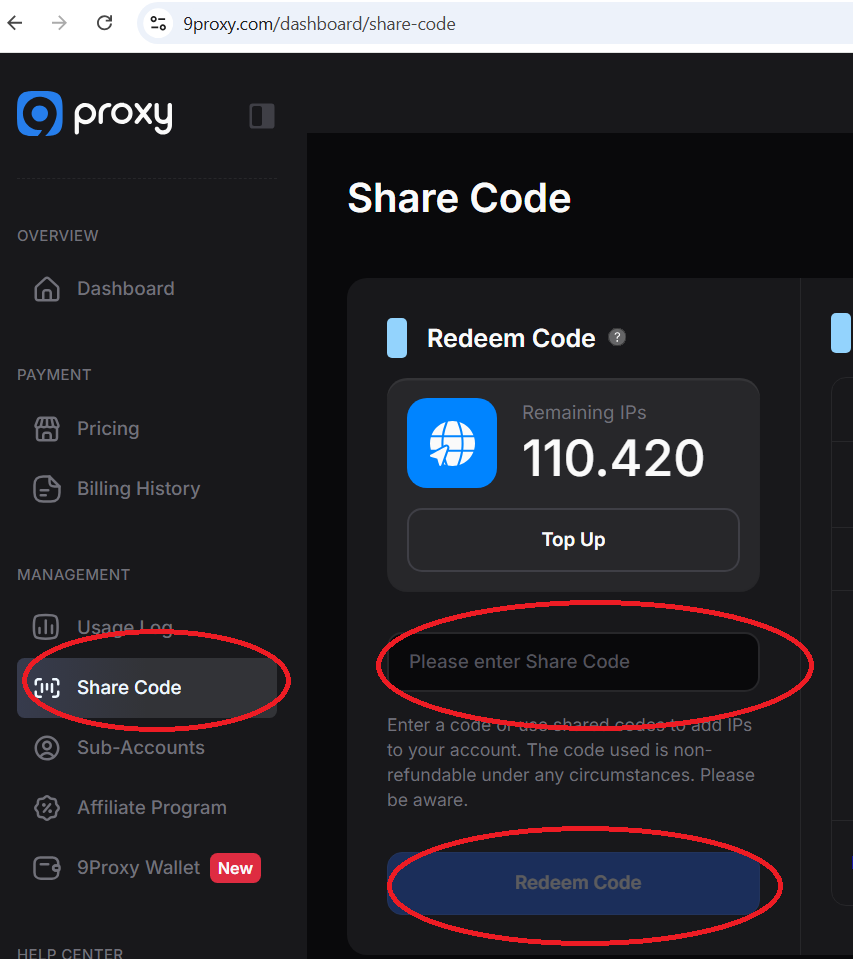 9proxy.com/dashboard/share-code
9 proxy
Share Code
OVERVIEW
Dashboard
PAYMENT
Pricing
Billing History
MANAGEMENT
Usage Log
Share Code
Sub-Accounts
Affiliate Program
9Proxy Wallet New
HELP CENTER
Redeem Code ?
Remaining IPs
110.420
Top Up
Please enter Share Code
Enter a code or use shared codes to add IPs
to your account. The code used is non-
refundable under any circumstances. Please
be aware.
Redeem Code